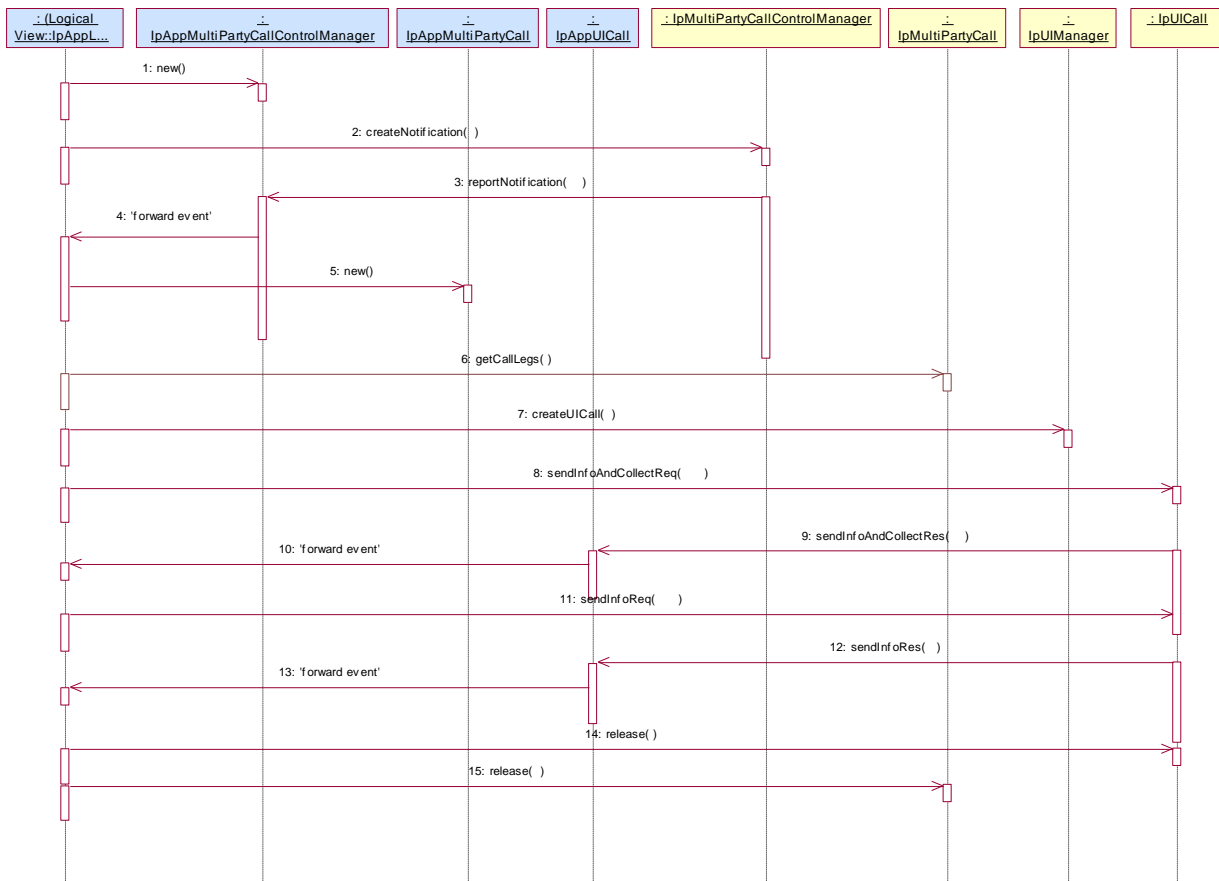 : (Logical
View::IpAppL...
:
IpAppMultiPartyCallControlManager
:
IpAppMultiPartyCall
:
IpAppUICall
: IpMultiPartyCallControlManager
:
IpMultiPartyCall
:
IpUIManager
: IpUICall
1: new()
2: createNotification( )
3: reportNotification( )
4: 'forward event'
5: new()
6: getCallLegs( )
7: createUICall( )
8: sendInfoAndCollectReq( )
9: sendInfoAndCollectRes( )
10: 'forward event'
11: sendInfoReq( )
12: sendInfoRes( )
13: 'forward event'
14: release( )
15: release( )